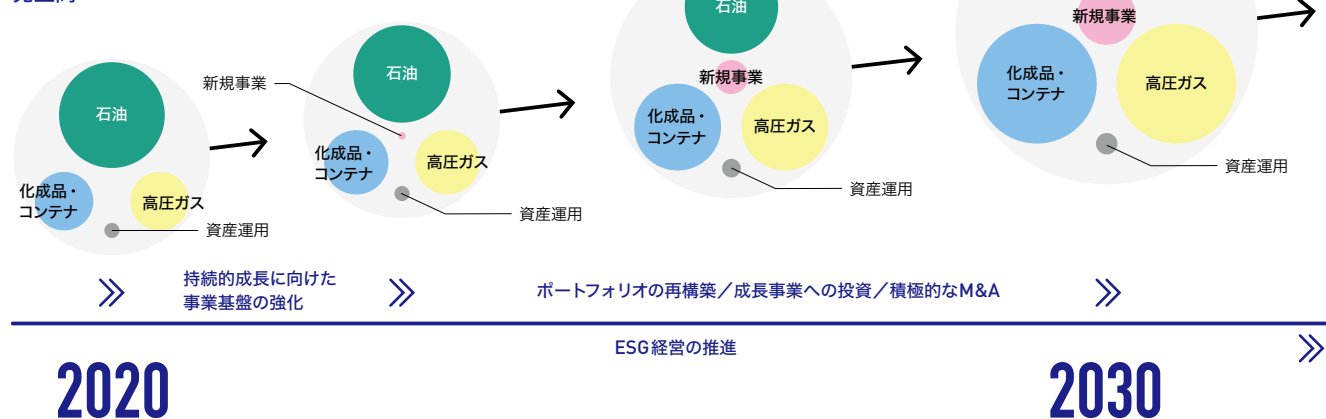 石油
新規事業
化成品・
コンテナ
高圧ガス
資産運用
石油
新規事業
化成品・
コンテナ
高圧ガス
資産運用
石油
新規事業
化成品・
コンテナ
高圧ガス
資産運用
新規事業
化成品・
コンテナ
高圧ガス
資産運用
持続的成長に向けた
事業基盤の強化
ポートフォリオの再構築／成長事業への投資／積極的なM&A
ESG経営の推進
2020
2030